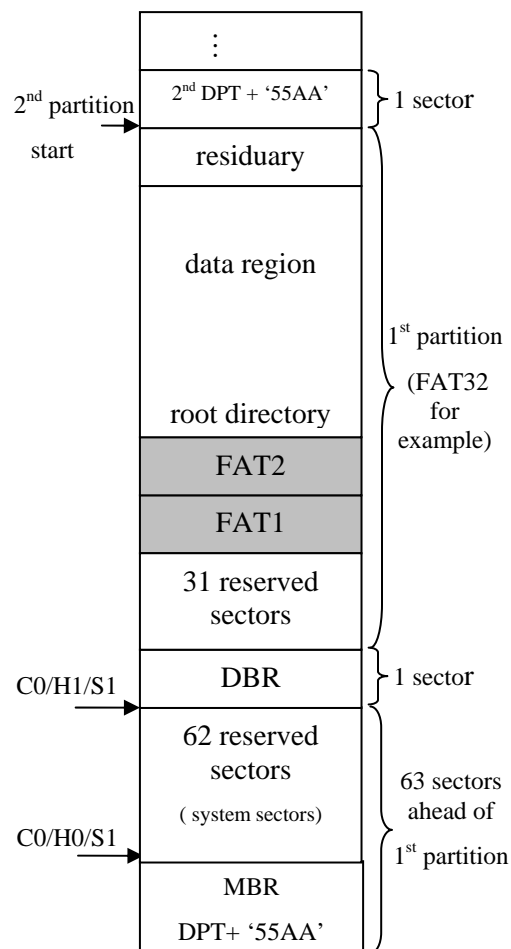 ⋮
2nd DPT + ‘55AA’
1 sector
2nd partition
start
residuary
data region
1st partition
(FAT32
for
example)
root directory
FAT2
FAT1
31 reserved
sectors
DBR
1 sector
C0/H1/S1
62 reserved
sectors
( system sectors)
63 sectors
ahead of
1st partition
C0/H0/S1
MBR
DPT+ ‘55AA’